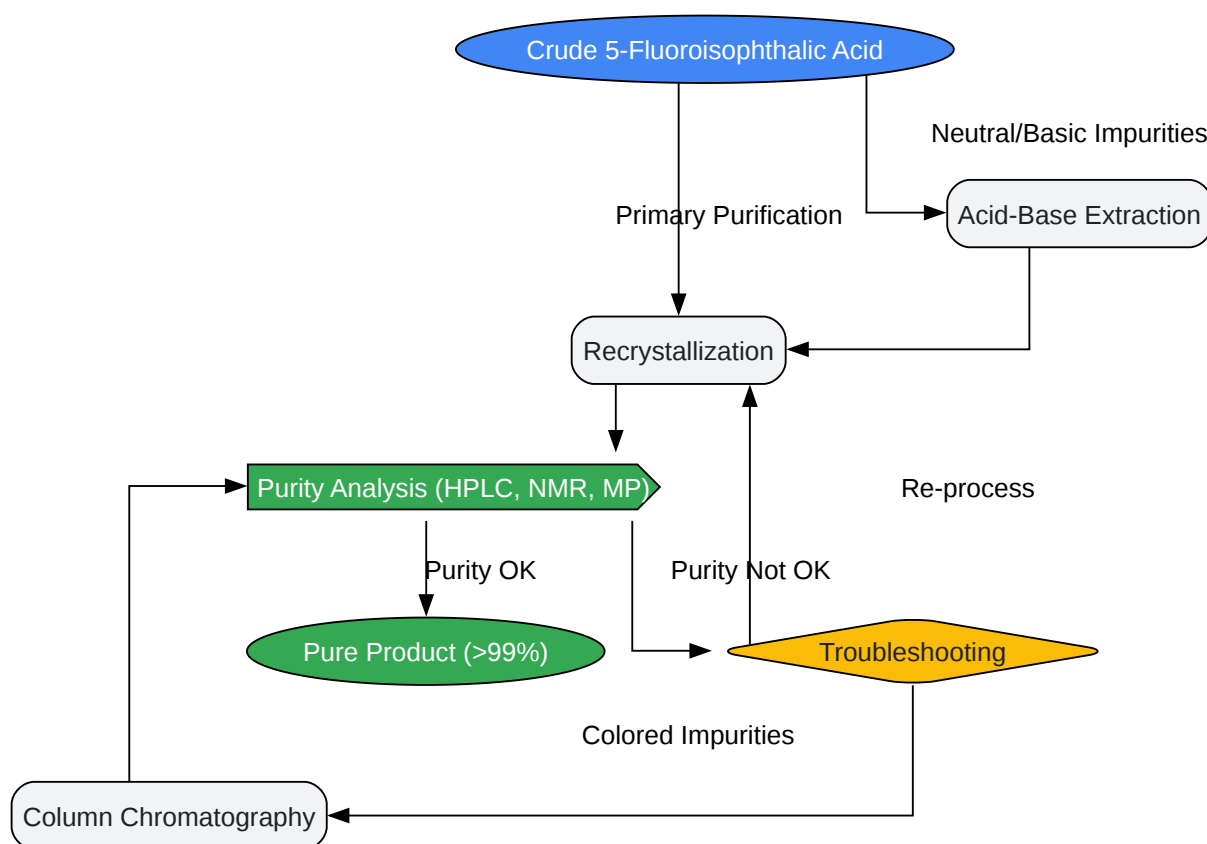 Crude 5-Fluoroisophthalic Acid
Neutral/Basic Impurities
Primary Purification
Acid-Base Extraction
Recrystallization
Purity Analysis (HPLC, NMR, MP)
Re-process
Purity OK
Purity Not OK
Pure Product (>99%)
Troubleshooting
Colored Impurities
Column Chromatography